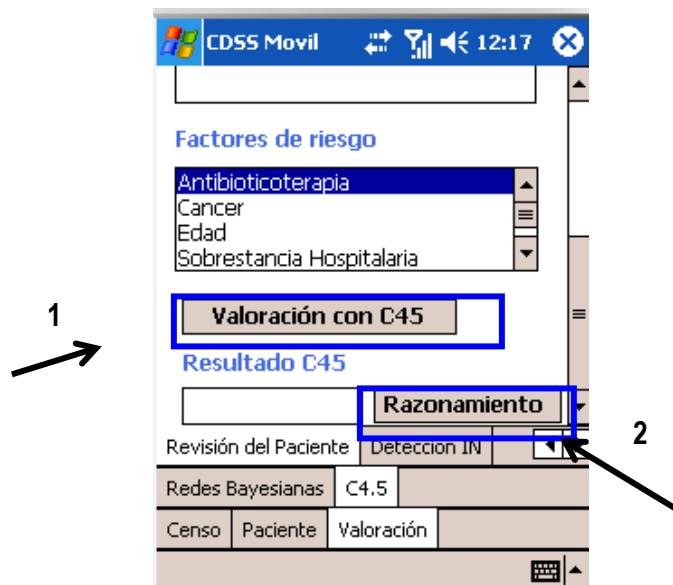 CDSS Movil 12:17
Factores de riesgo
Antibioticoterapia
Cancer
Edad
Sobrestancia Hospitalaria
1
Valoración con C45
Resultado C45
Razonamiento
2
Revisión del Paciente Deteccion IN
Redes Bayesianas C4.5
Censo Paciente Valoración